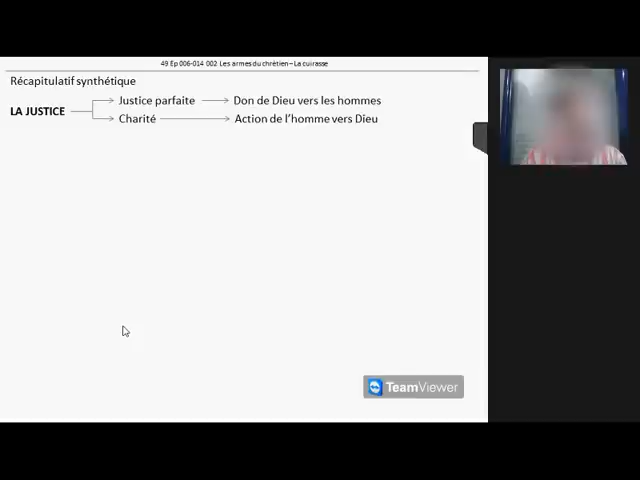 49 Ep 006-014 002 Les armes du chrètien – La cuirasse
Récapitulatif synthétique
LA JUSTICE
Justice parfaite
Don de Dieu vers les hommes
Charité
Action de l'homme vers Dieu
TeamViewer